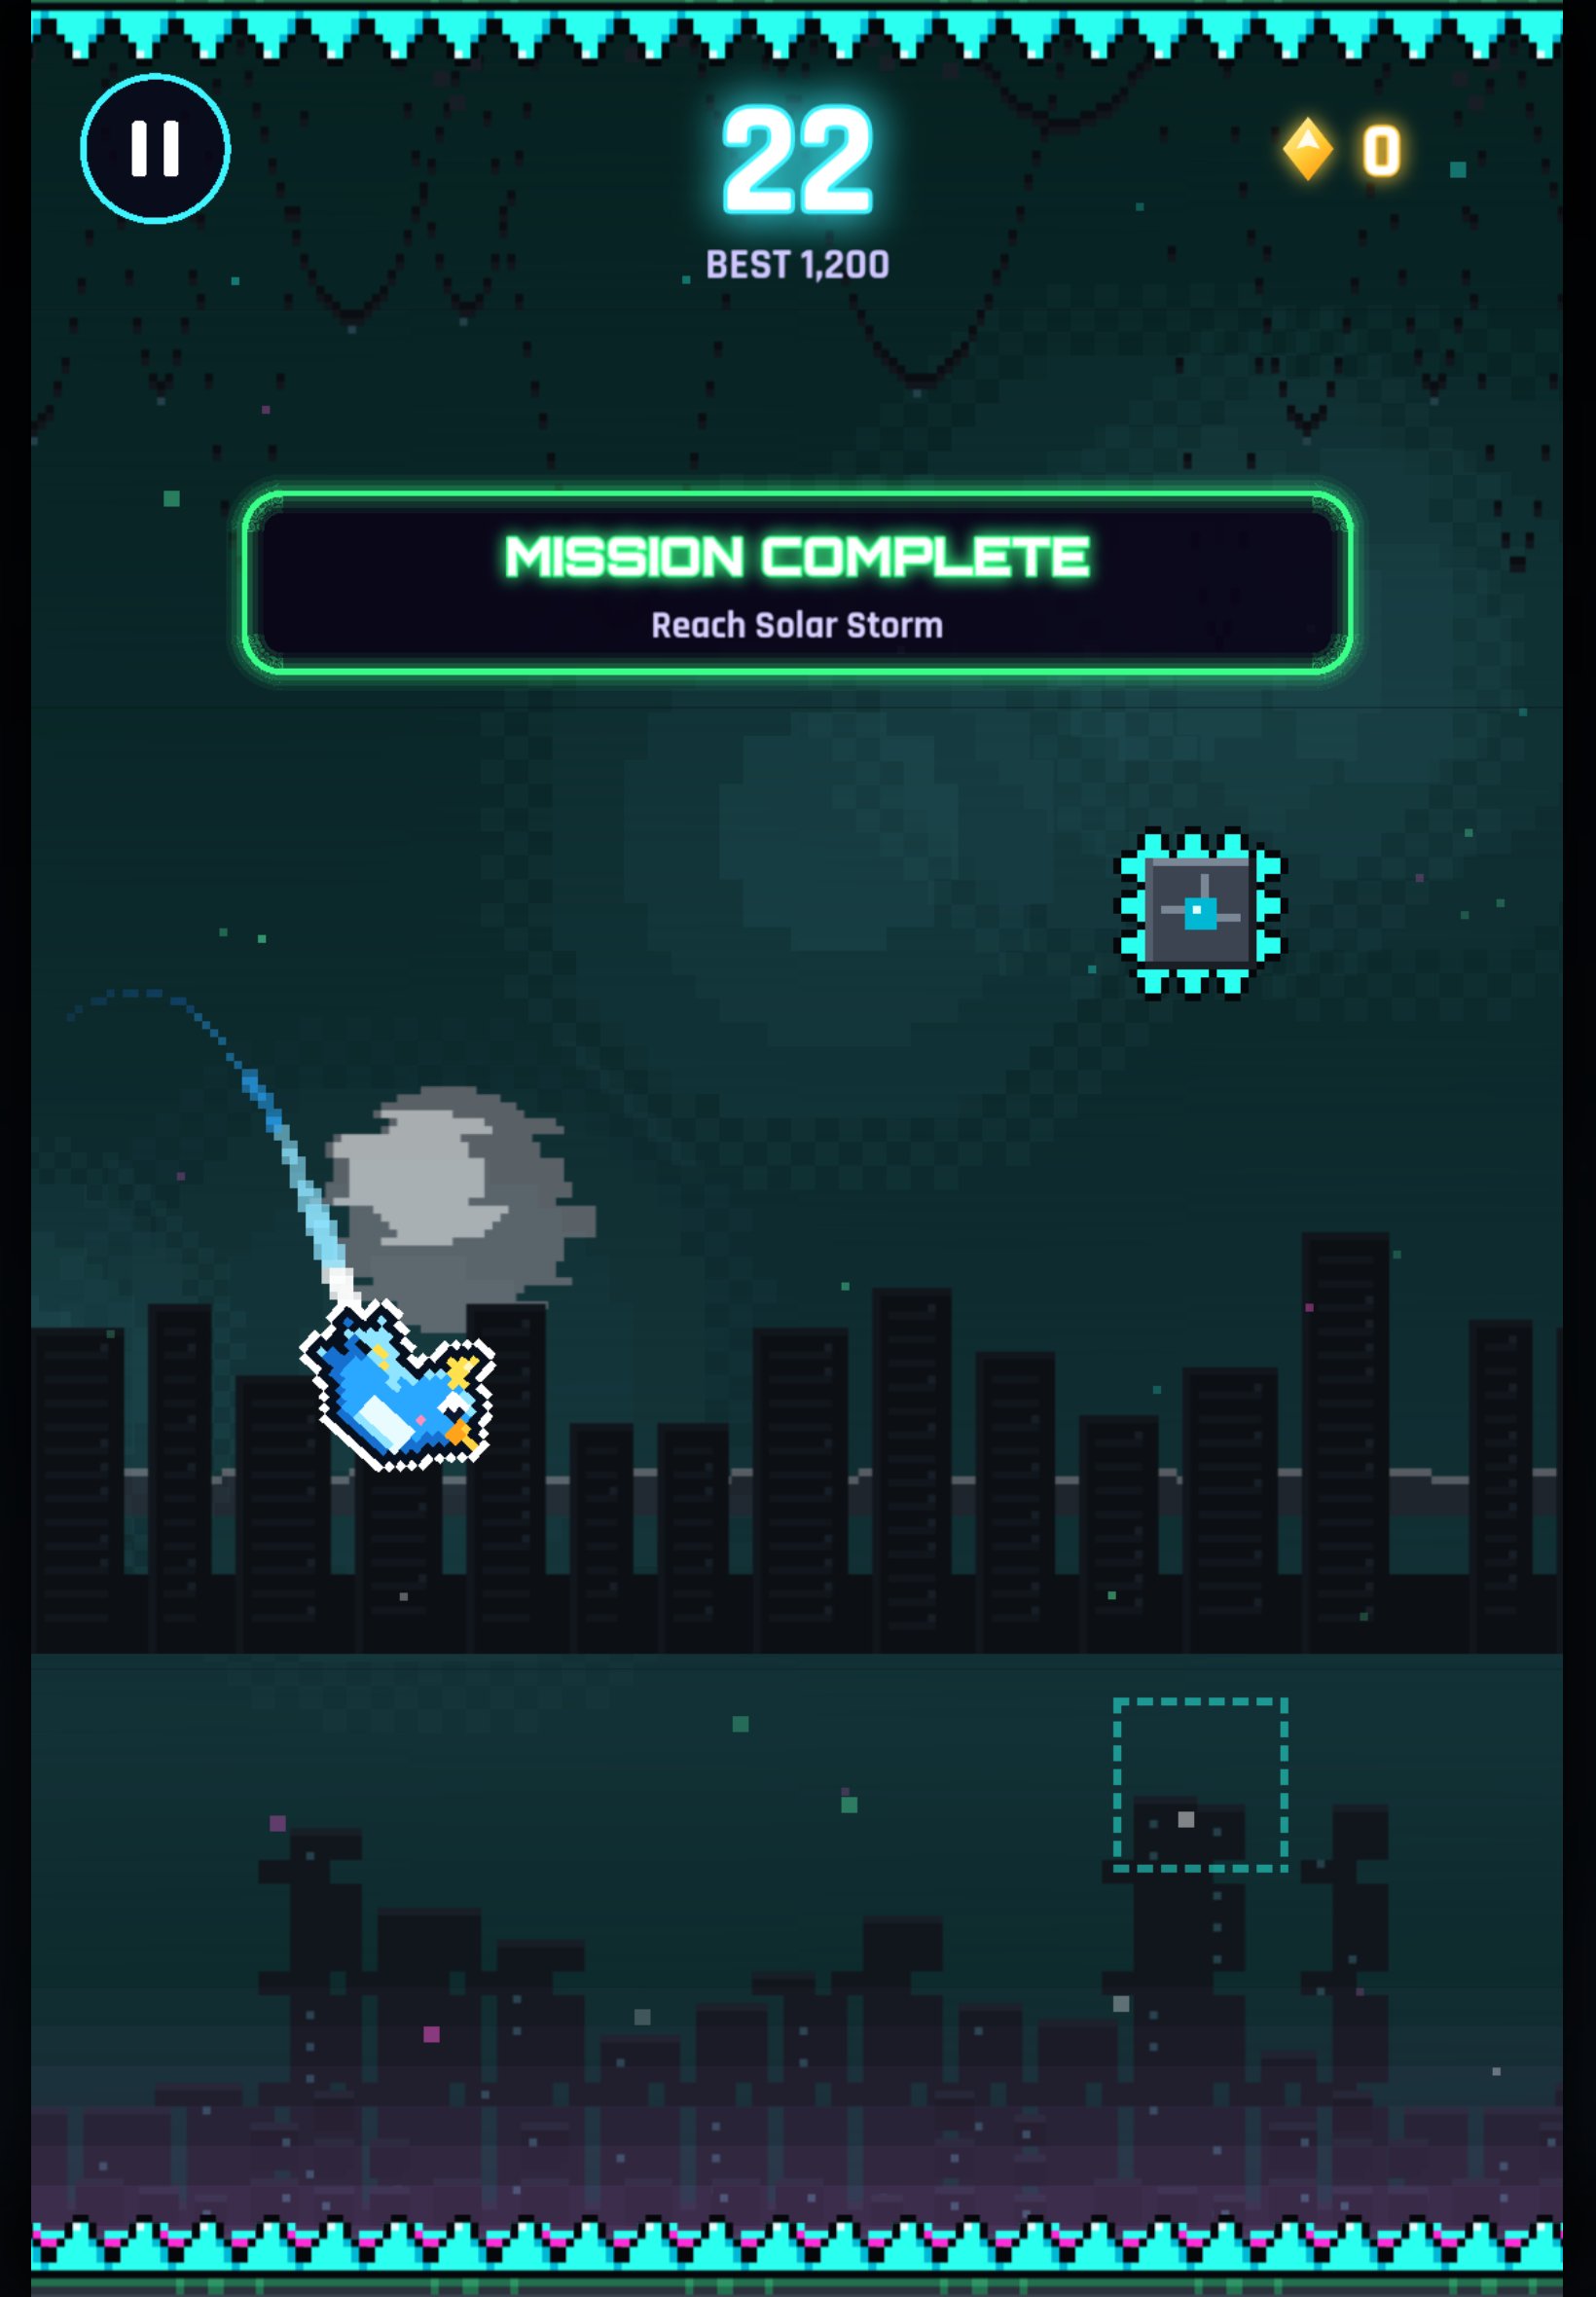 22
0
BEST 1,200
MISSION COMPLETE
Reach Solar Storm